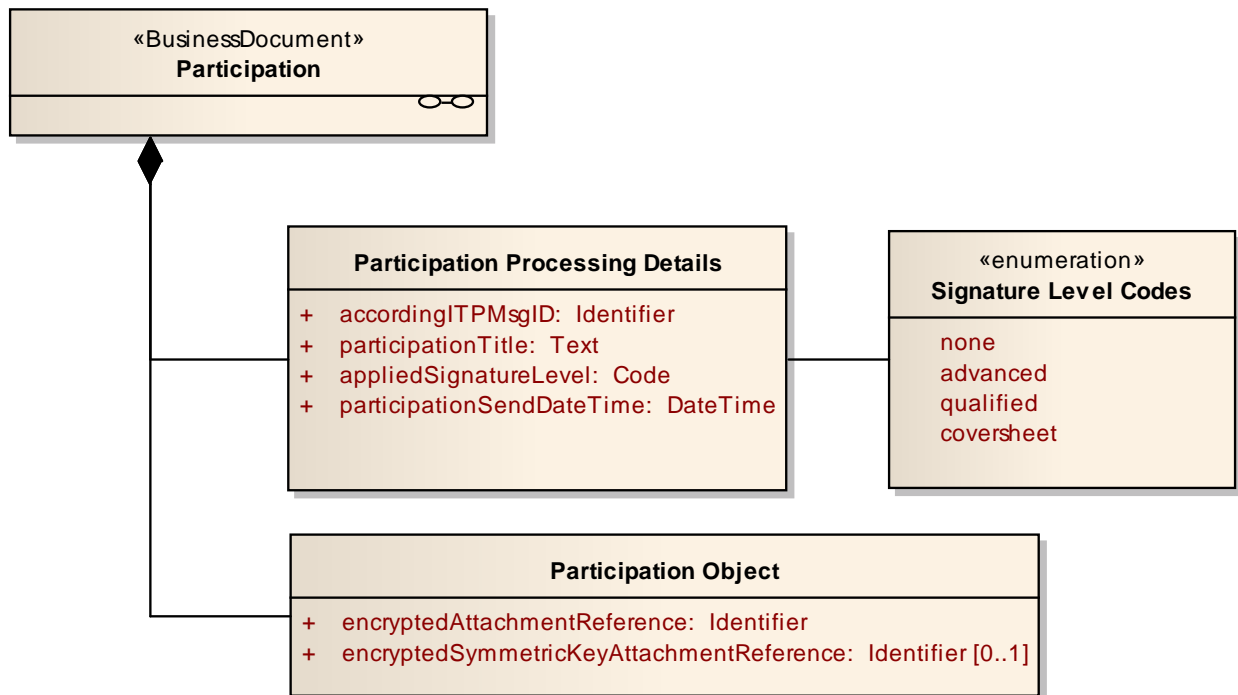 «BusinessDocument»
Participation
Participation Processing Details
+ accordingITPMsgID: Identifier
+ participationTitle: Text
+ appliedSignatureLevel: Code
+ participationSendDateTime: DateTime
«enumeration»
Signature Level Codes
none
advanced
qualified
coversheet
Participation Object
+ encryptedAttachmentReference: Identifier
+ encryptedSymmetricKeyAttachmentReference: Identifier [0..1]